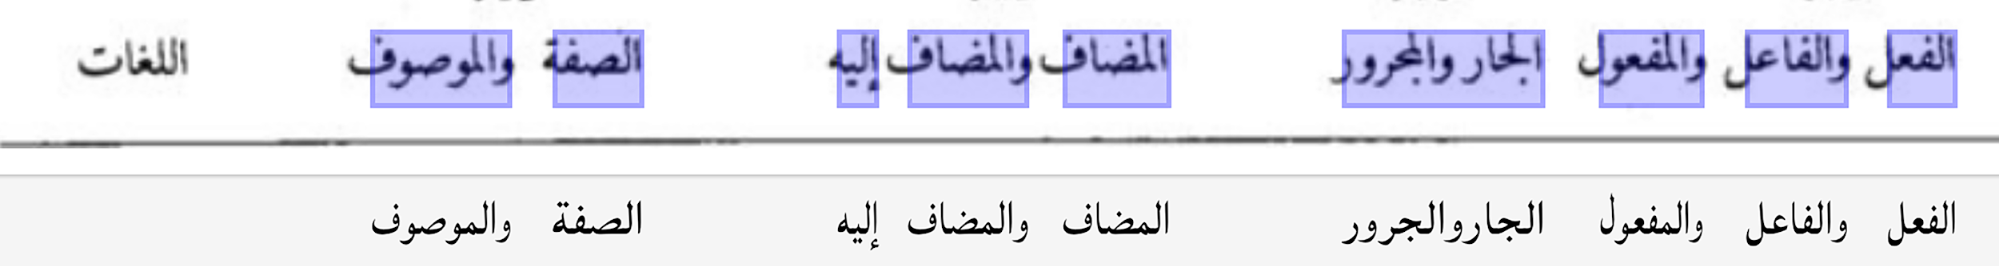 الفعل والفاعل والمفعول الجار والمجرور المضاف والمضاف إليه الصفة والموصوف اللغات
الفعل والفاعل والمفعول الجاروالجرور المضاف والمضاف إليه الصفة والموصوف